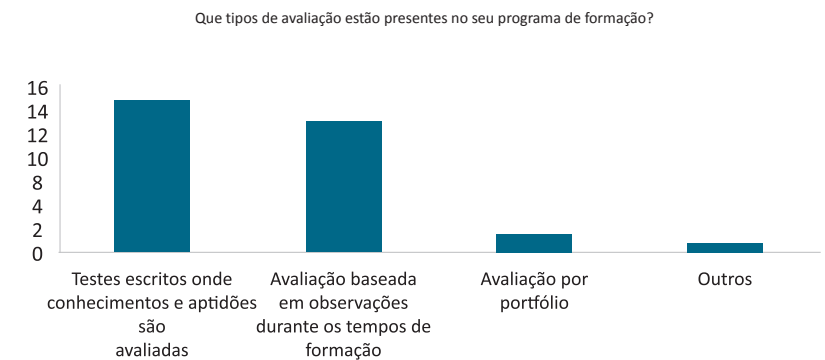 Que tipos de avaliação estão presentes no seu programa de formação?
16
14
12
10
8
6
4
2
0
Testes escritos onde
conhecimentos e aptidões
são
avaliadas
Avaliação baseada
em observações
durante os tempos de
formação
Avaliação por
portfólio
Outros